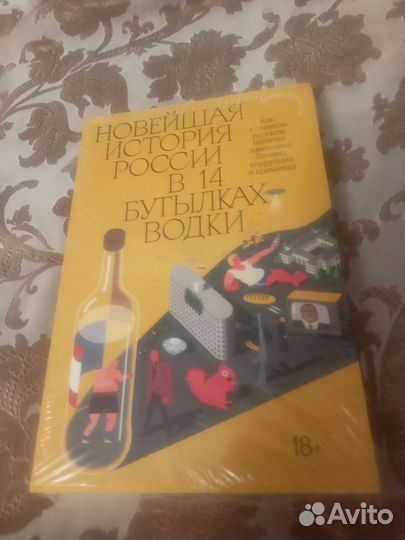 НОВЕЙШАЯ
ИСТОРИЯ
РОССИИ
В 14
БУТЫЛКАХ
ВОДКИ
Как
в главном
русском
напитке
замешаны
бизнес,
коррупция
и криминал
18+
Avito